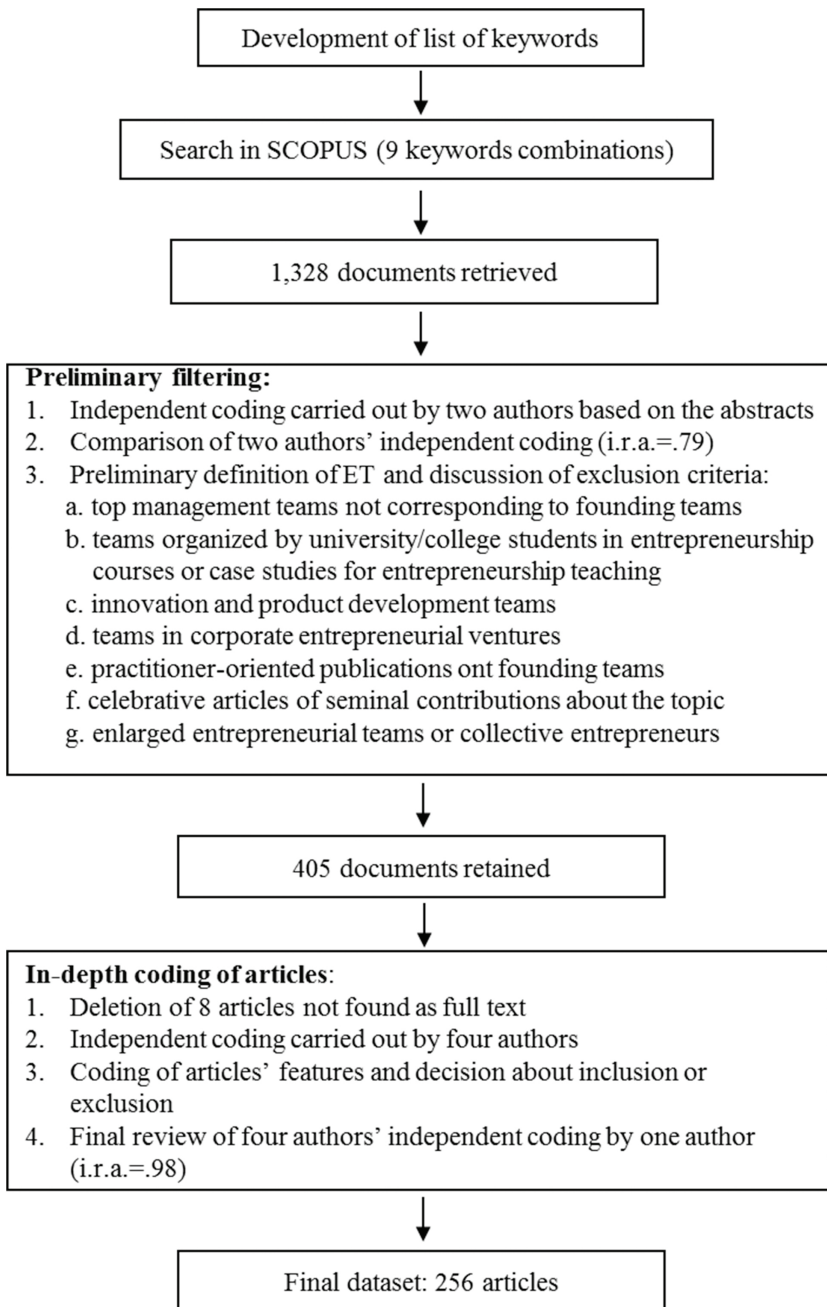 Development of list of keywords
Search in SCOPUS (9 keywords combinations)
1,328 documents retrieved
Preliminary filtering:
1. Independent coding carried out by two authors based on the abstracts
2. Comparison of two authors’ independent coding (i.r.a.=.79)
3. Preliminary definition of ET and discussion of exclusion criteria:
a. top management teams not corresponding to founding teams
b. teams organized by university/college students in entrepreneurship
courses or case studies for entrepreneurship teaching
c. innovation and product development teams
d. teams in corporate entrepreneurial ventures
e. practitioner-oriented publications ont founding teams
f. celebrative articles of seminal contributions about the topic
g. enlarged entrepreneurial teams or collective entrepreneurs
405 documents retained
In-depth coding of articles:
1. Deletion of 8 articles not found as full text
2. Independent coding carried out by four authors
3. Coding of articles’ features and decision about inclusion or
exclusion
4. Final review of four authors’ independent coding by one author
(i.r.a.=.98)
Final dataset: 256 articles